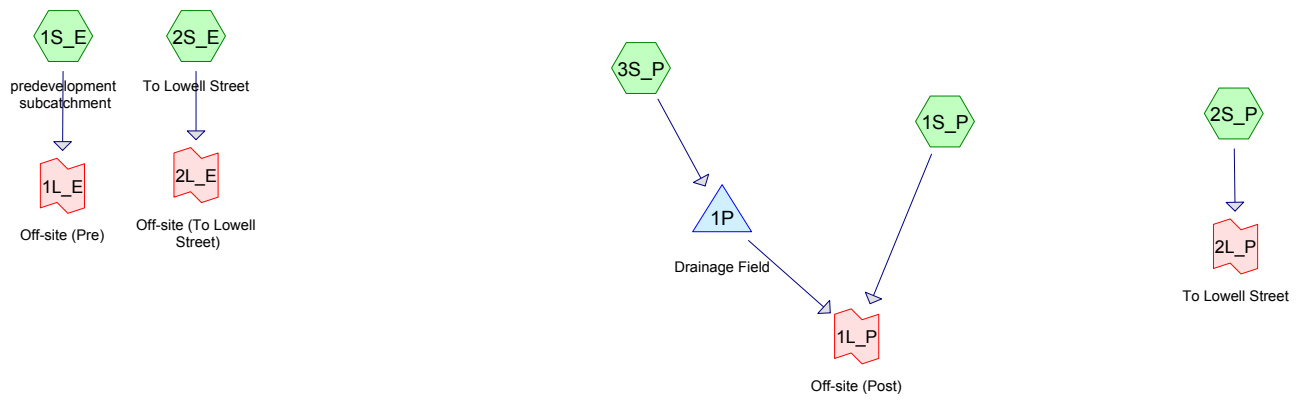 1S_E
predevelopment
subcatchment
1L_E
Off-site (Pre)
2S_E
To Lowell Street
2L_E
Off-site (To Lowell
Street)
3S_P
1P
Drainage Field
1S_P
1L_P
Off-site (Post)
2S_P
2L_P
To Lowell Street